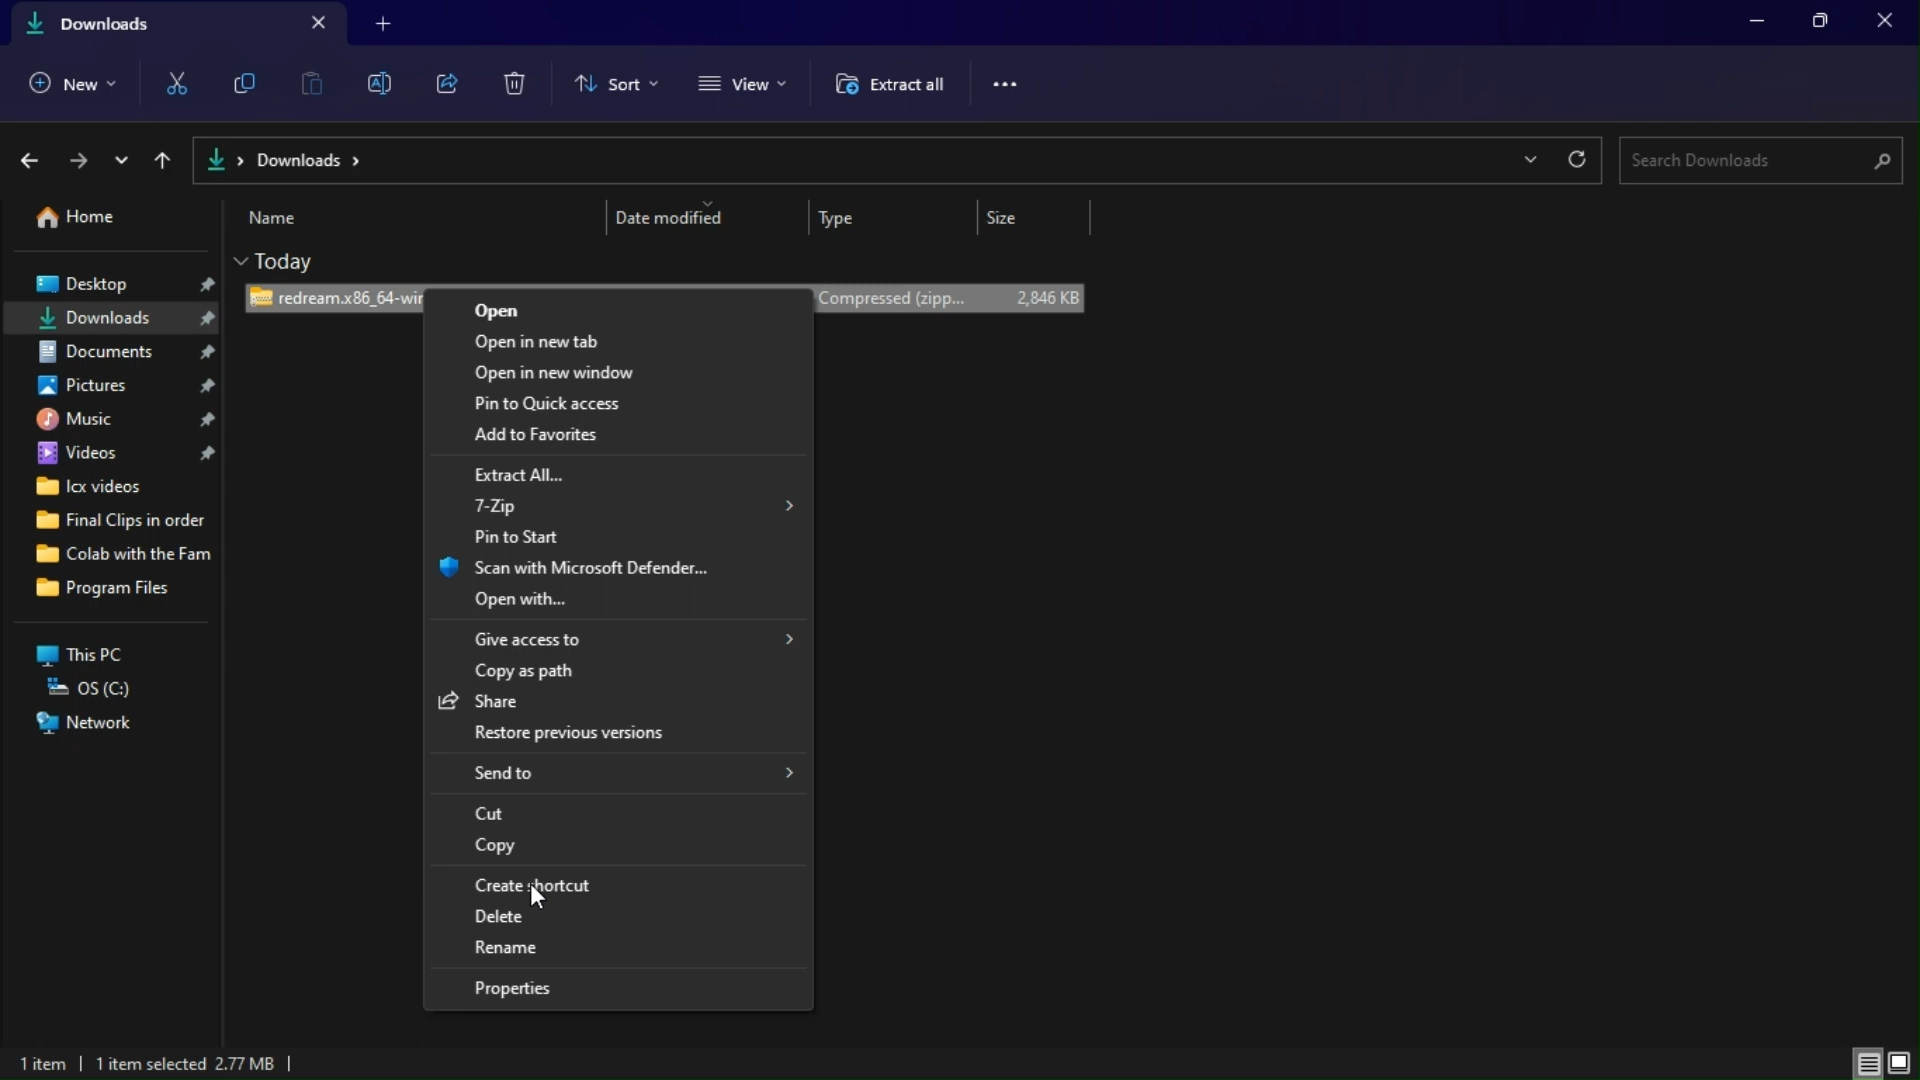 Downloads
New
Sort
View
Extract all
Downloads
Search Downloads
Home
Desktop
Downloads
Documents
Pictures
Music
Videos
Icx videos
Final Clips in order
Colab with the Fam
Program Files
This PC
OS (C:)
Network
Name Date modified Type Size
Today
redream.x86_64-win Compressed (zipp... 2,846 KB
Open
Open in new tab
Open in new window
Pin to Quick access
Add to Favorites
Extract All...
7-Zip
Pin to Start
Scan with Microsoft Defender...
Open with...
Give access to
Copy as path
Share
Restore previous versions
Send to
Cut
Copy
Create shortcut
Delete
Rename
Properties
1 item 1 item selected 2.77 MB